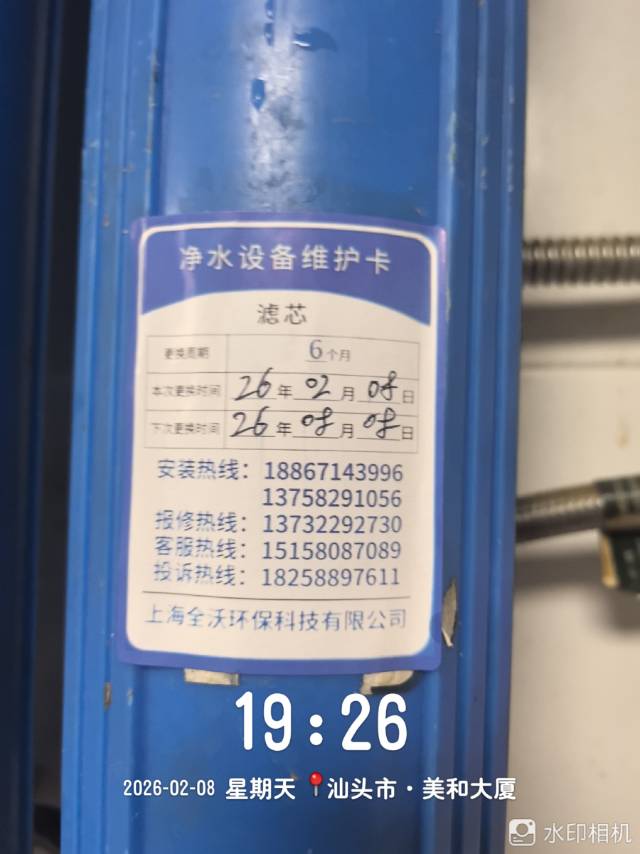 净水设备维护卡
滤芯
更换周期 6个月
本次更换时间 26年02月08日
下次更换时间 26年08月08日
安装热线：18867143996
13758291056
报修热线：13732292730
客服热线：15158087089
投诉热线：18258897611
上海全沃环保科技有限公司
19:26
2026-02-08 星期天 汕头市·美和大厦
水印相机